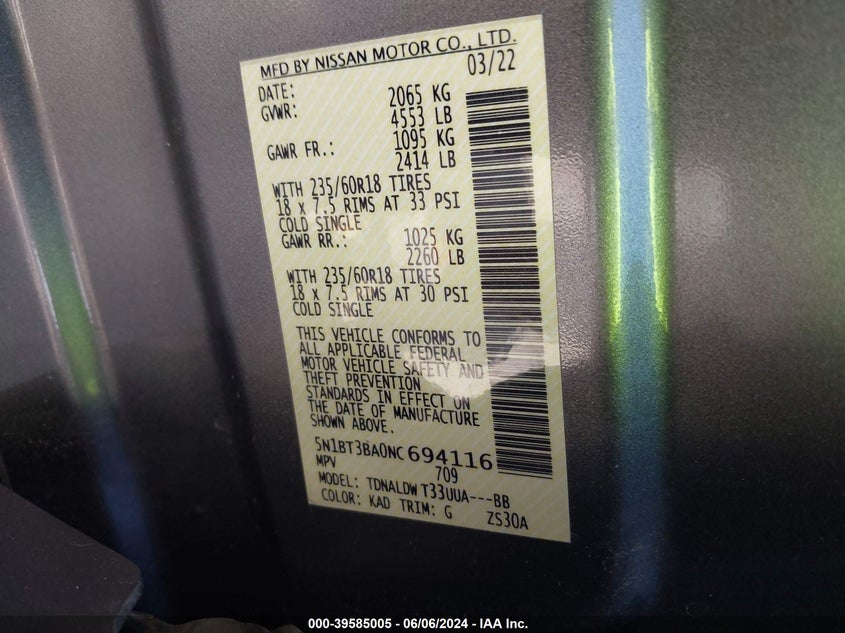 MFD BY NISSAN MOTOR CO., LTD.
DATE: 03/22
GVWR: 2065 KG
4553 LB
GAWR FR.: 1095 KG
2414 LB
WITH 235/60R18 TIRES
18 x 7.5 RIMS AT 33 PSI
COLD SINGLE
GAWR RR.: 1025 KG
2260 LB
WITH 235/60R18 TIRES
18 x 7.5 RIMS AT 30 PSI
COLD SINGLE
THIS VEHICLE CONFORMS TO
ALL APPLICABLE FEDERAL
MOTOR VEHICLE SAFETY AND
THEFT PREVENTION
STANDARDS IN EFFECT ON
THE DATE OF MANUFACTURE
SHOWN ABOVE.
5N1BT3BA0NC694116
MPV 709
MODEL: TDNALDW T33UUA---BB
COLOR: KAD TRIM: G ZS30A
000-39585005 - 06/06/2024 - IAA Inc.